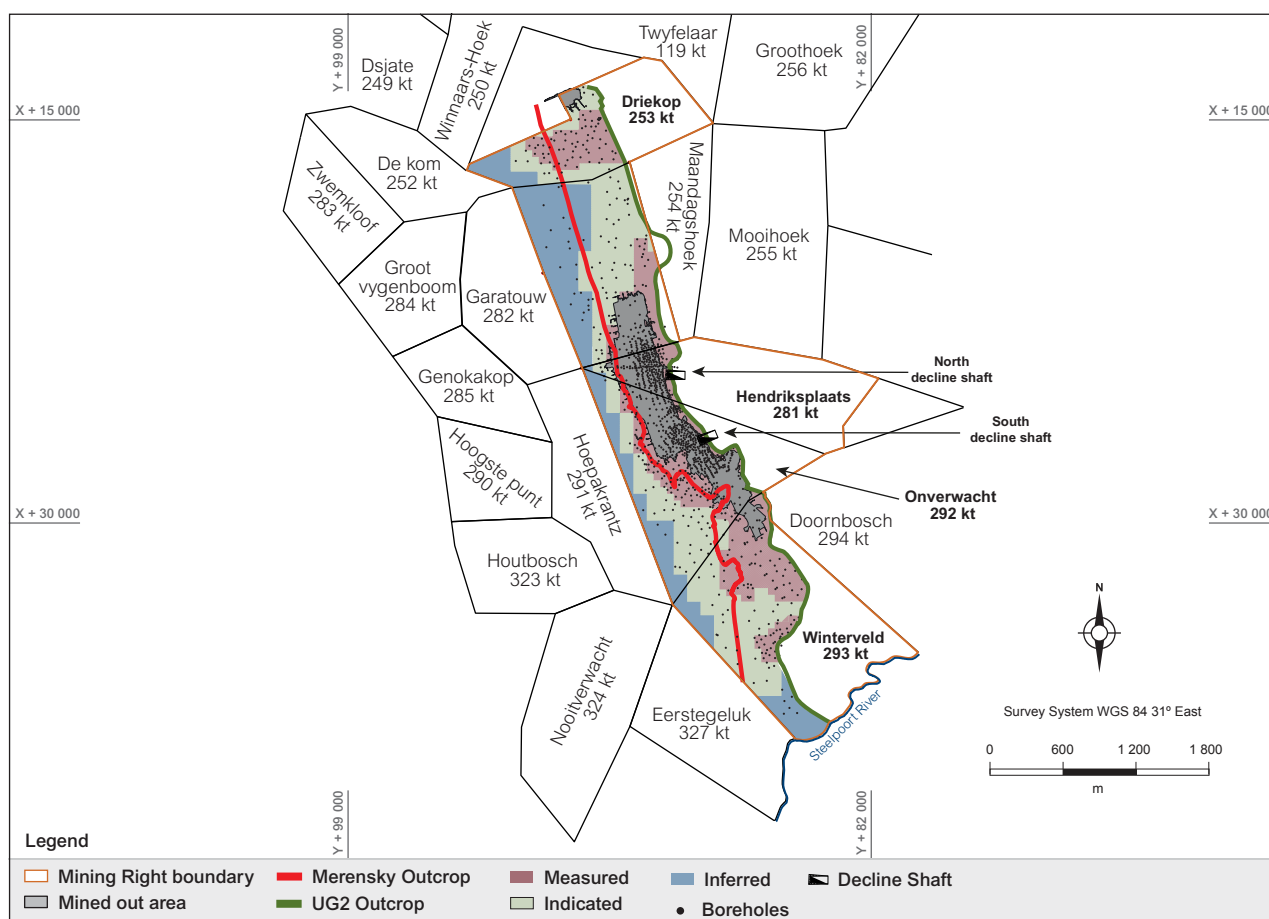 Y + 99 000
Y + 82 000
Twyfelaar
119 kt
Groothoek
256 kt
Dsjate
249 kt
Winnaars-Hoek
250 kt
X + 15 000
X + 15 000
Driekop
253 kt
De kom
252 kt
Zwemkloof
283 kt
Maandagshoek
254 kt
Mooihoek
255 kt
Groot
vygenboom
284 kt
Garatouw
282 kt
North
decline shaft
Genokakop
285 kt
Hendriksplaats
281 kt
South
decline shaft
Hoogste punt
290 kt
Hoepakrantz
291 kt
Onverwacht
292 kt
X + 30 000
X + 30 000
Doornbosch
294 kt
Houtbosch
323 kt
N
Winterveld
293 kt
Nooitverwacht
324 kt
Eerstegeluk
327 kt
Steelpoort River
Survey System WGS 84 31º East
0 600 1 200 1 800
m
Y + 99 000
Y + 82 000
Legend
Mining Right boundary Merensky Outcrop Measured Inferred Decline Shaft
Mined out area UG2 Outcrop Indicated Boreholes